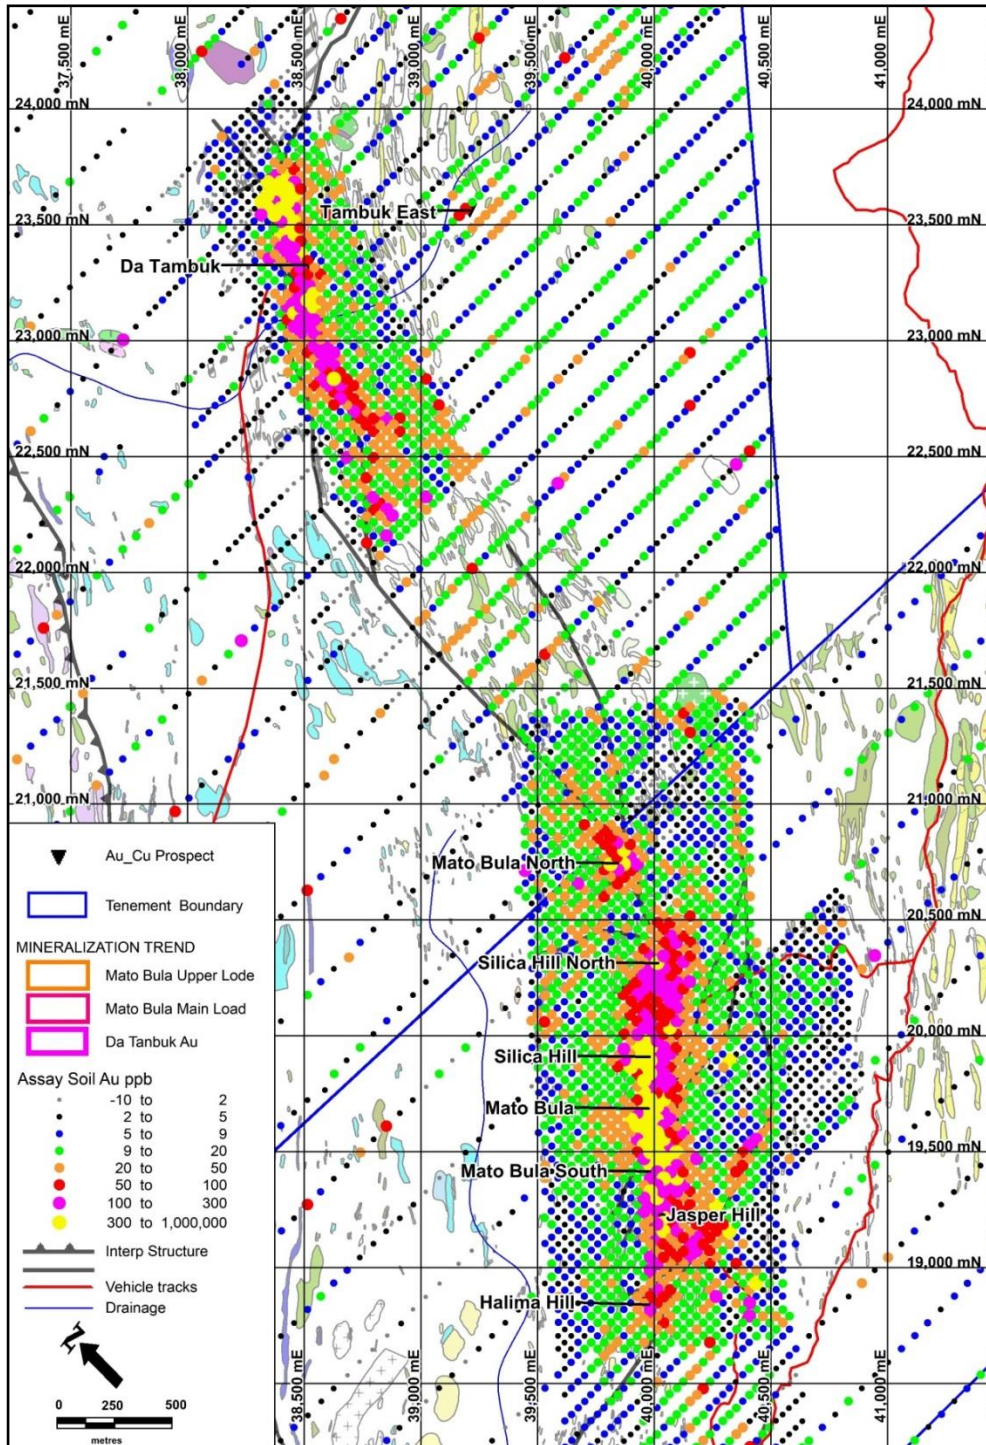 37,500 mE
38,000 mE
38,500 mE
39,000 mE
39,500 mE
40,000 mE
40,500 mE
41,000 mE
24,000 mN
24,000 mN
23,500 mN
Tambuk East
23,500 mN
Da Tambuk
23,000 mN
23,000 mN
22,500 mN
22,500 mN
22,000 mN
22,000 mN
21,500 mN
21,500 mN
21,000 mN
21,000 mN
Mato Bula North
20,500 mN
Silica Hill North
20,000 mN
Silica Hill
Mato Bula
19,500 mN
Mato Bula South
Jasper Hill
19,000 mN
Halima Hill
38,500 mE
39,000 mE
39,500 mE
40,000 mE
40,500 mE
41,000 mE
Au_Cu Prospect
Tenement Boundary
MINERALIZATION TREND
Mato Bula Upper Lode
Mato Bula Main Load
Da Tanbuk Au
Assay Soil Au ppb
-10 to 2
2 to 5
5 to 9
9 to 20
20 to 50
50 to 100
100 to 300
300 to 1,000,000
Interp Structure
Vehicle tracks
Drainage
N
0 250 500
metres